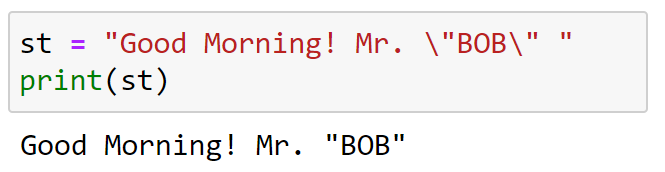 st = "Good Morning! Mr. \"BOB\" "
print(st)
Good Morning! Mr. "BOB"